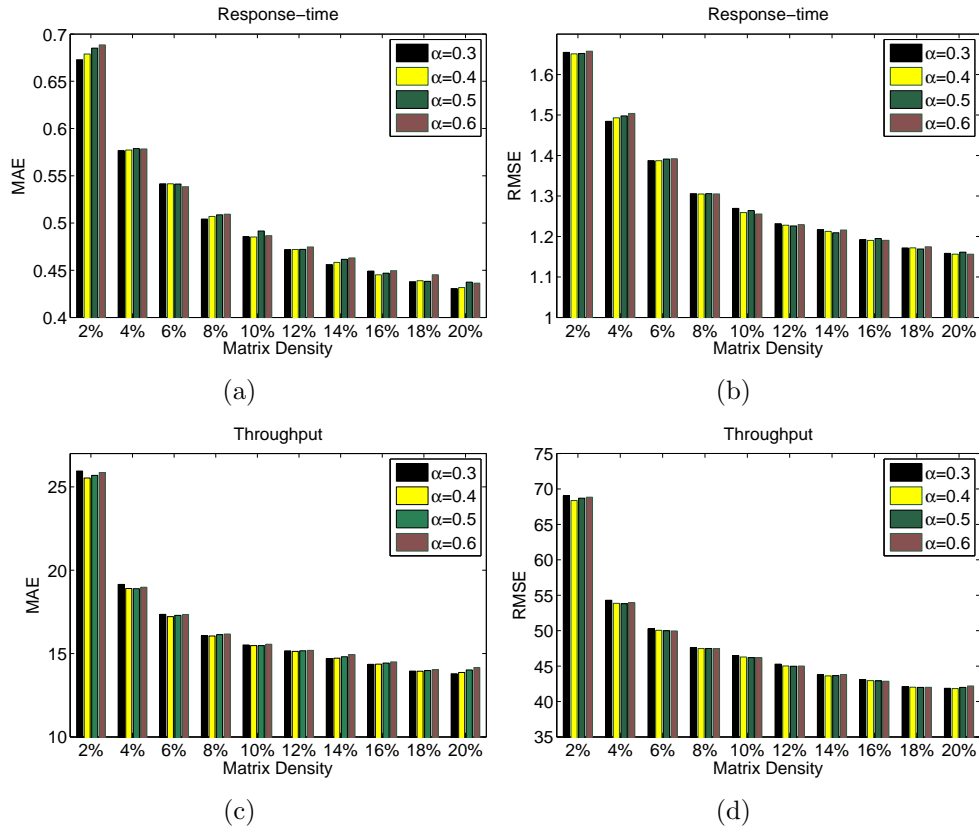 Response-time
0.7
0.65
0.6
0.55
0.5
0.45
0.4
MAE
α=0.3
α=0.4
α=0.5
α=0.6
2% 4% 6% 8% 10% 12% 14% 16% 18% 20%
Matrix Density
(a)
Response-time
1.6
1.5
1.4
1.3
1.2
1.1
1
RMSE
α=0.3
α=0.4
α=0.5
α=0.6
2% 4% 6% 8% 10% 12% 14% 16% 18% 20%
Matrix Density
(b)
Throughput
25
20
15
10
MAE
α=0.3
α=0.4
α=0.5
α=0.6
2% 4% 6% 8% 10% 12% 14% 16% 18% 20%
Matrix Density
(c)
Throughput
75
70
65
60
55
50
45
40
35
RMSE
α=0.3
α=0.4
α=0.5
α=0.6
2% 4% 6% 8% 10% 12% 14% 16% 18% 20%
Matrix Density
(d)